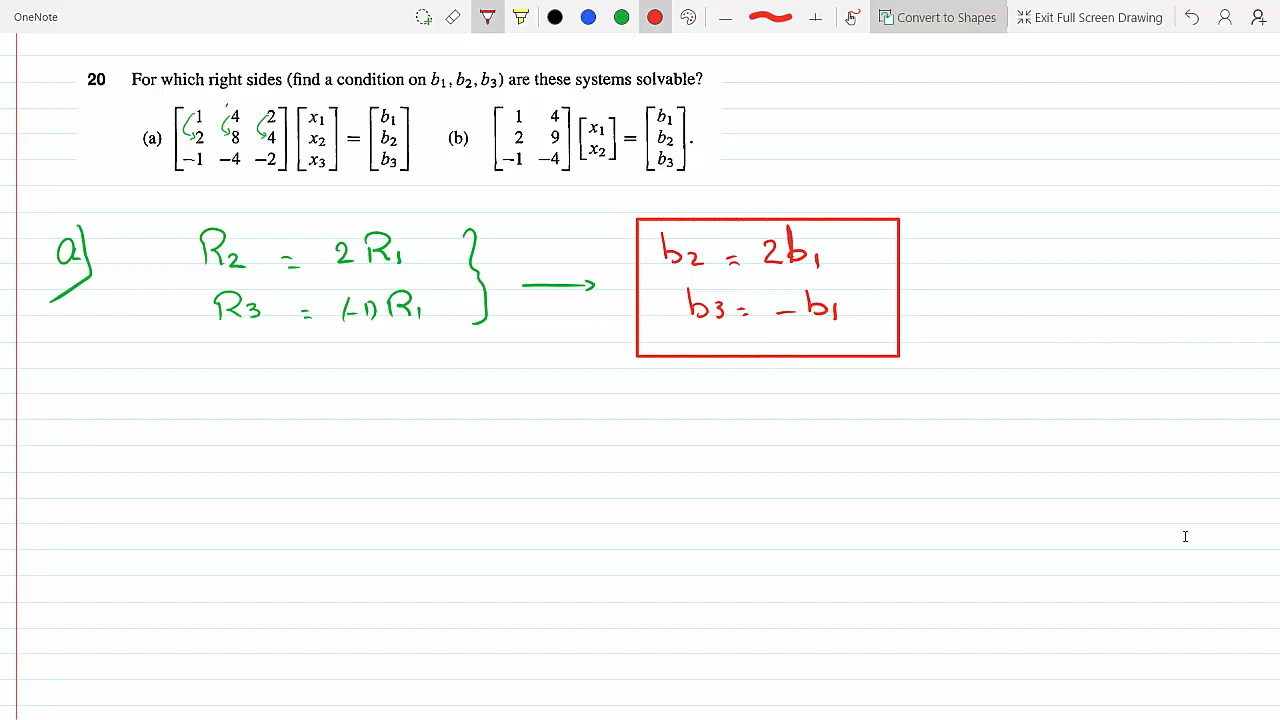 OneNote
Convert to Shapes
Exit Full Screen Drawing
20 For which right sides (find a condition on b₁, b₂, b₃) are these systems solvable?
(a) [1 4 2; 2 8 4; −1 −4 −2] [x₁; x₂; x₃] = [b₁; b₂; b₃] (b) [1 4; 2 9; −1 −4] [x₁; x₂] = [b₁; b₂; b₃].
a) R₂ = 2 R₁ } → b₂ = 2b₁
R₃ = (-1) R₁ b₃ = - b₁